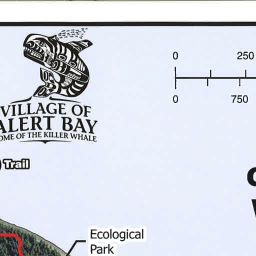 VILLAGE OF
ALERT BAY
OME OF THE KILLER WHALE
0 250
0 750
Trail
Ecological
Park